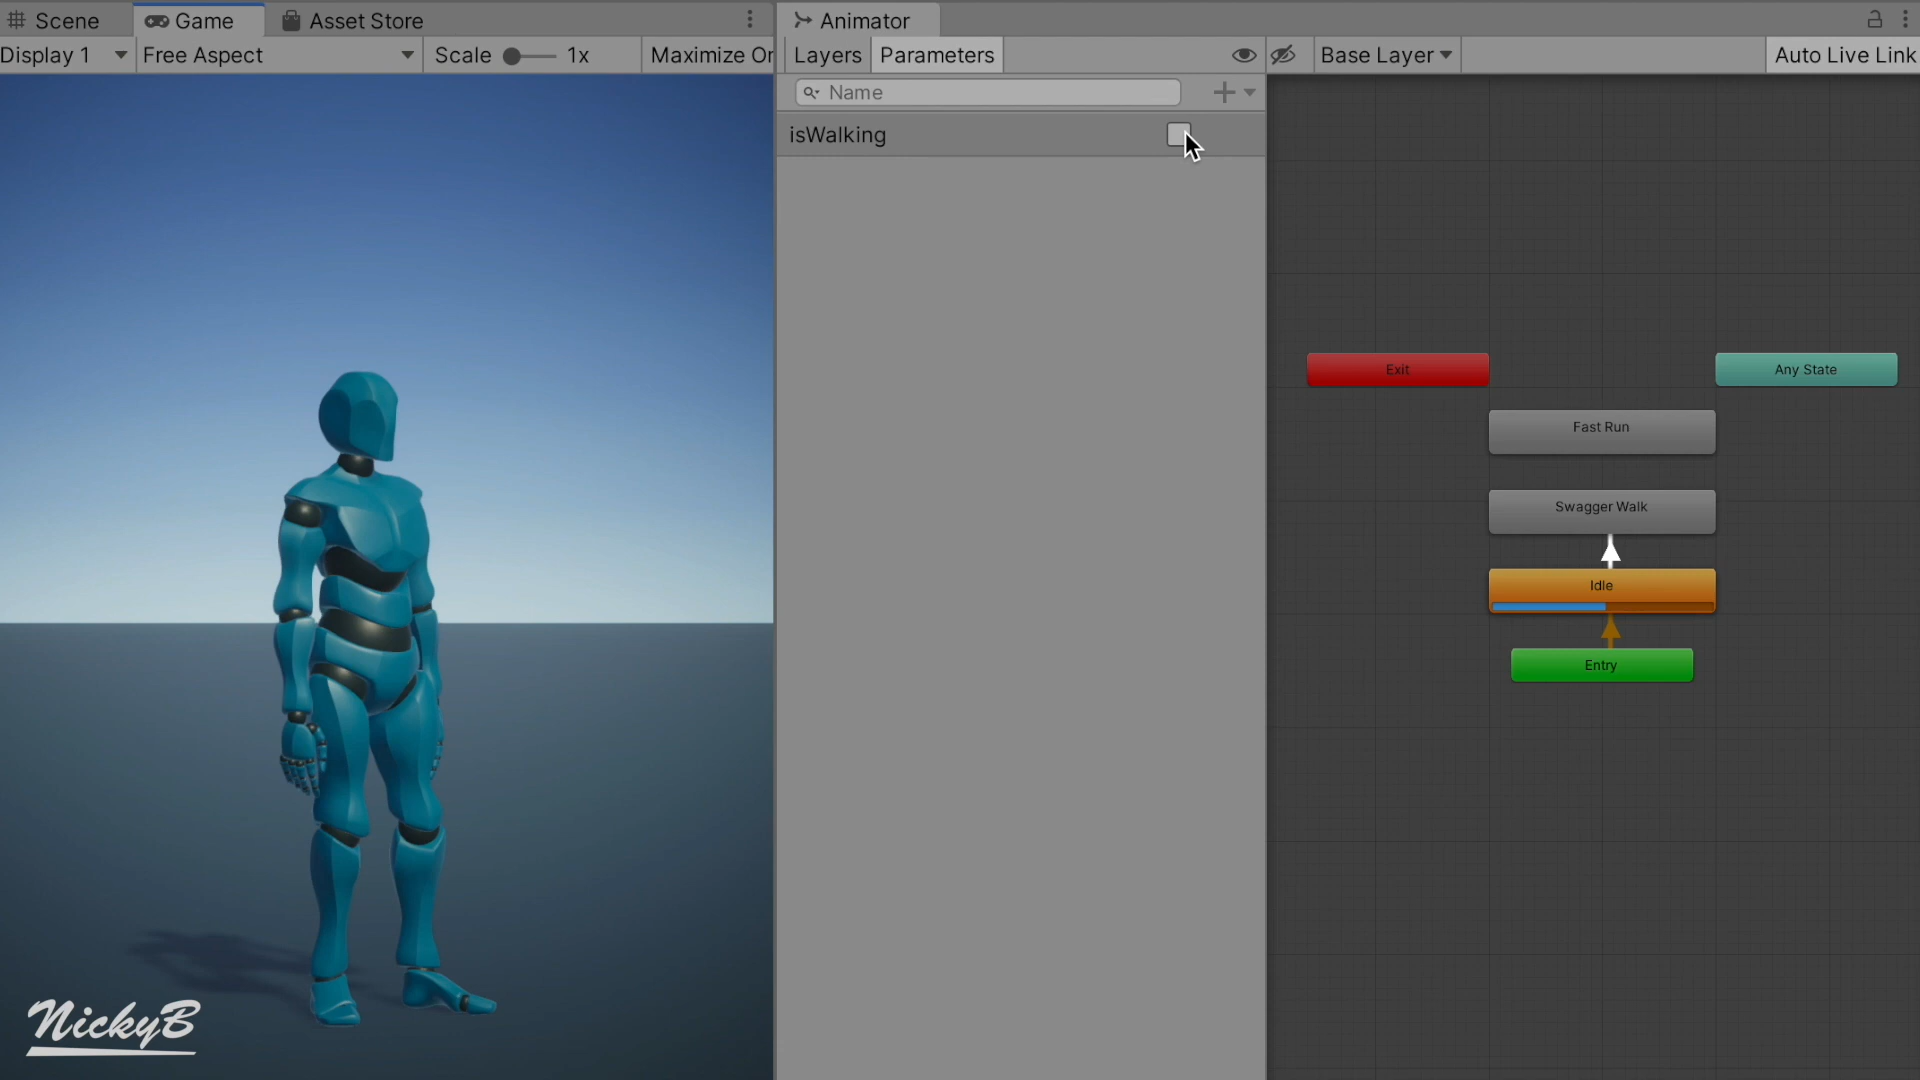 Scene Game Asset Store
Display 1 Free Aspect Scale 1x Maximize Or
Animator
Layers Parameters Base Layer Auto Live Link
Name
isWalking
Exit
Any State
Fast Run
Swagger Walk
Idle
Entry
NickyB